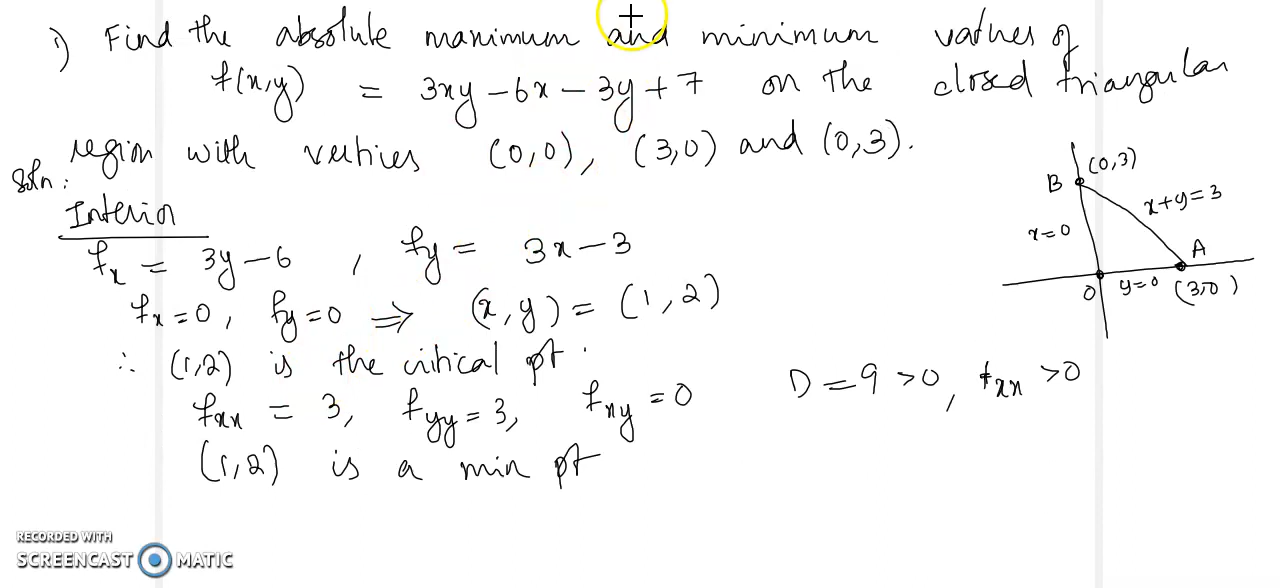 1) Find the absolute maximum and minimum values of
f(x,y) = 3xy - 6x - 3y + 7 on the closed triangular
region with vertices (0,0), (3,0) and (0,3).
Soln:
Interior
fx = 3y - 6 , fy = 3x - 3
fx = 0, fy = 0 ⇒ (x,y) = (1,2)
∴ (1,2) is the critical pt.
fxx = 3, fyy = 3, fxy = 0 D = 9 > 0, fxx > 0
(1,2) is a min pt
B (0,3)
x+y=3
x=0
A
O y=0 (3,0)
RECORDED WITH
SCREENCAST MATIC